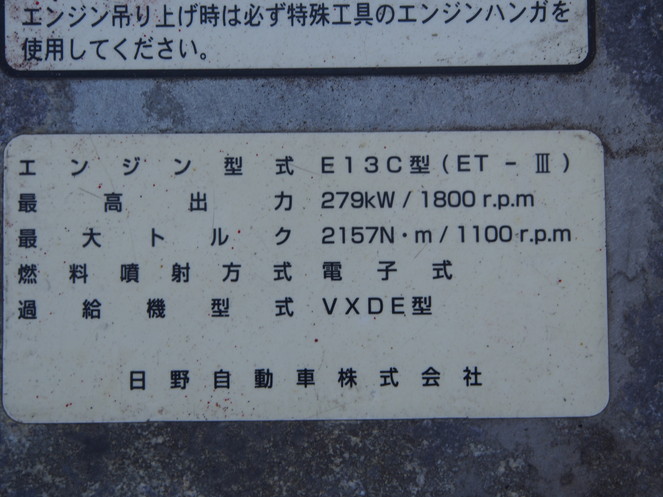 エンジン吊り上げ時は必ず特殊工具のエンジンハンガを
使用してください。
エンジン型式 E13C型(ET-Ⅲ)
最高出力 279kW/1800r.p.m
最大トルク 2157N・m/1100r.p.m
燃料噴射方式 電子式
過給機型式 VXDE型
日野自動車株式会社